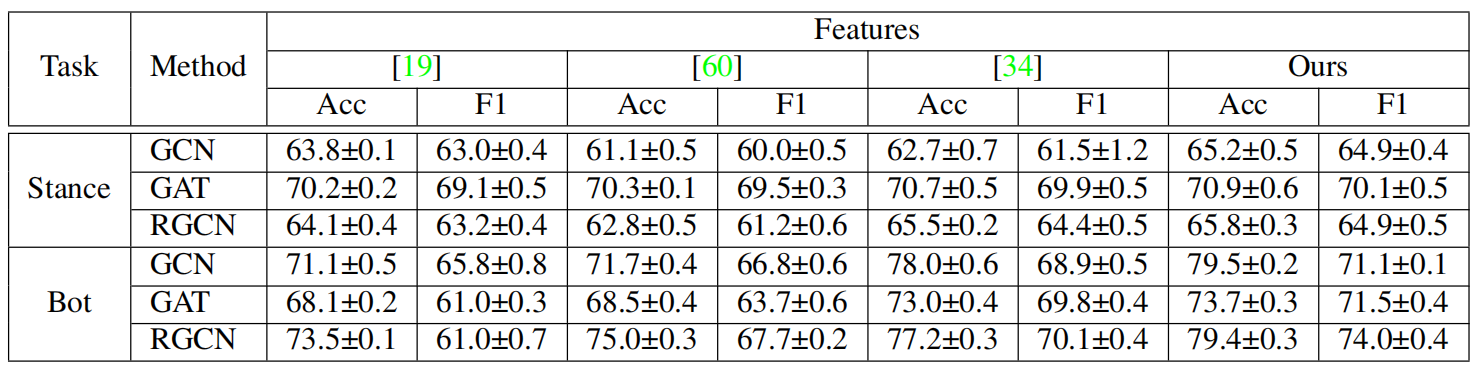 Features
Task Method [19] [60] [34] Ours
Acc F1 Acc F1 Acc F1 Acc F1
GCN 63.8±0.1 63.0±0.4 61.1±0.5 60.0±0.5 62.7±0.7 61.5±1.2 65.2±0.5 64.9±0.4
Stance GAT 70.2±0.2 69.1±0.5 70.3±0.1 69.5±0.3 70.7±0.5 69.9±0.5 70.9±0.6 70.1±0.5
RGCN 64.1±0.4 63.2±0.4 62.8±0.5 61.2±0.6 65.5±0.2 64.4±0.5 65.8±0.3 64.9±0.5
GCN 71.1±0.5 65.8±0.8 71.7±0.4 66.8±0.6 78.0±0.6 68.9±0.5 79.5±0.2 71.1±0.1
Bot GAT 68.1±0.2 61.0±0.3 68.5±0.4 63.7±0.6 73.0±0.4 69.8±0.4 73.7±0.3 71.5±0.4
RGCN 73.5±0.1 61.0±0.7 75.0±0.3 67.7±0.2 77.2±0.3 70.1±0.4 79.4±0.3 74.0±0.4